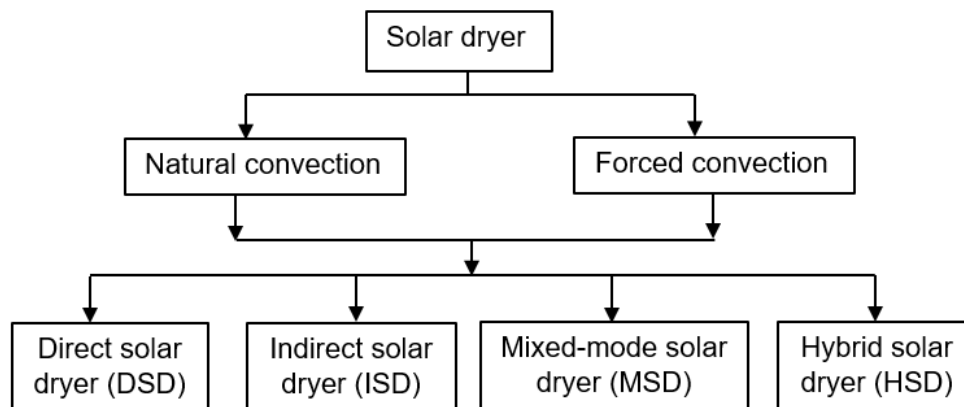 Solar dryer
Natural convection
Forced convection
Direct solar
dryer (DSD)
Indirect solar
dryer (ISD)
Mixed-mode solar
dryer (MSD)
Hybrid solar
dryer (HSD)